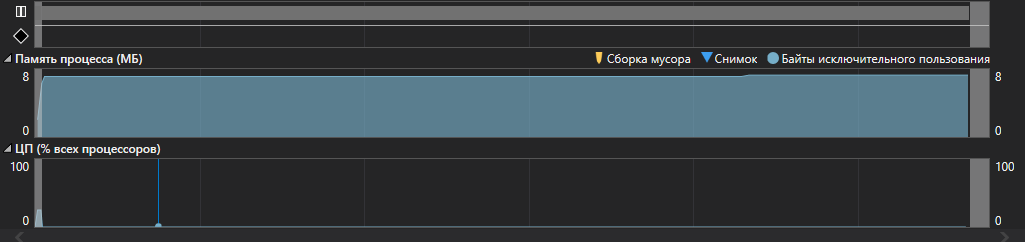 Память процесса (МБ) Сборка мусора Снимок Байты исключительного пользования
8 8
0 0
ЦП (% всех процессоров)
100 100
0 0